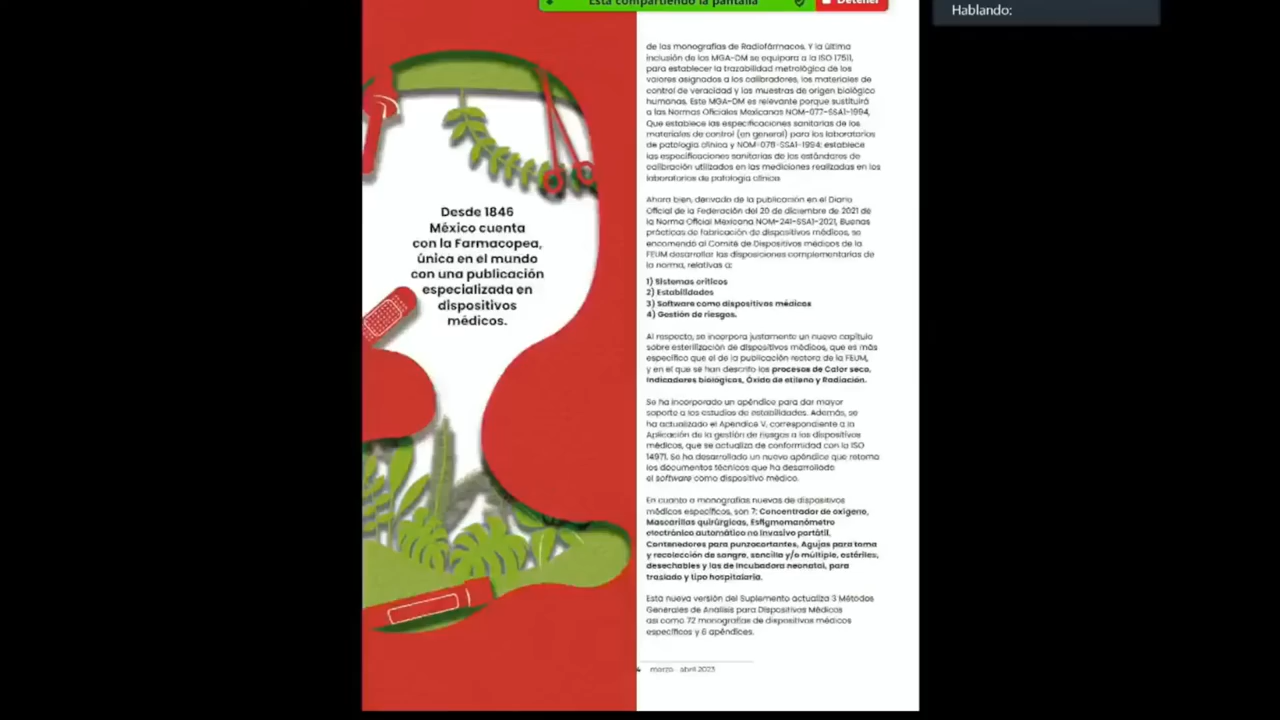 Está compartiendo la pantalla
Detener
Hablando:
Desde 1846
México cuenta
con la Farmacopea,
única en el mundo
con una publicación
especializada en
dispositivos
médicos.
de las monografías de Radiofármacos. Y la última
inclusión de los MGA-DM se equipara a la ISO 17511,
para establecer la trazabilidad metrológica de los
valores asignados a los calibradores, los materiales de
control de veracidad y las muestras de origen biológico
humanas. Este MGA-DM es relevante porque sustituirá
a las Normas Oficiales Mexicanas NOM-077-SSA1-1994,
Que establece las especificaciones sanitarias de los
materiales de control (en general) para los laboratorios
de patología clínica y NOM-078-SSA1-1994; establece
las especificaciones sanitarias de los estándares de
calibración utilizados en las mediciones realizadas en los
laboratorios de patología clínica.
Ahora bien, derivado de la publicación en el Diario
Oficial de la Federación del 20 de diciembre de 2021 de
la Norma Oficial Mexicana NOM-241-SSA1-2021, Buenas
prácticas de fabricación de dispositivos médicos, se
encomendó al Comité de Dispositivos médicos de la
FEUM desarrollar las disposiciones complementarias de
la norma, relativas a:
1) Sistemas críticos
2) Estabilidades
3) Software como dispositivos médicos
4) Gestión de riesgos.
Al respecto, se incorpora justamente un nuevo capítulo
sobre esterilización de dispositivos médicos, que es más
específico que el de la publicación rectora de la FEUM,
y en el que se han descrito los procesos de Calor seco,
Indicadores biológicos, Óxido de etileno y Radiación.
Se ha incorporado un apéndice para dar mayor
soporte a los estudios de estabilidades. Además, se
ha actualizado el Apéndice V, correspondiente a la
Aplicación de la gestión de riesgos a los dispositivos
médicos, que se actualiza de conformidad con la ISO
14971. Se ha desarrollado un nuevo apéndice que retoma
los documentos técnicos que ha desarrollado
el software como dispositivo médico.
En cuanto a monografías nuevas de dispositivos
médicos específicos, son 7: Concentrador de oxígeno,
Mascarillas quirúrgicas, Esfigmomanómetro
electrónico automático no invasivo portátil,
Contenedores para punzocortantes, Agujas para toma
y recolección de sangre, sencilla y/o múltiple, estériles,
desechables y las de Incubadora neonatal, para
traslado y tipo hospitalaria.
Esta nueva versión del Suplemento actualiza 3 Métodos
Generales de Análisis para Dispositivos Médicos
así como 72 monografías de dispositivos médicos
específicos y 6 apéndices.
marzo - abril 2023